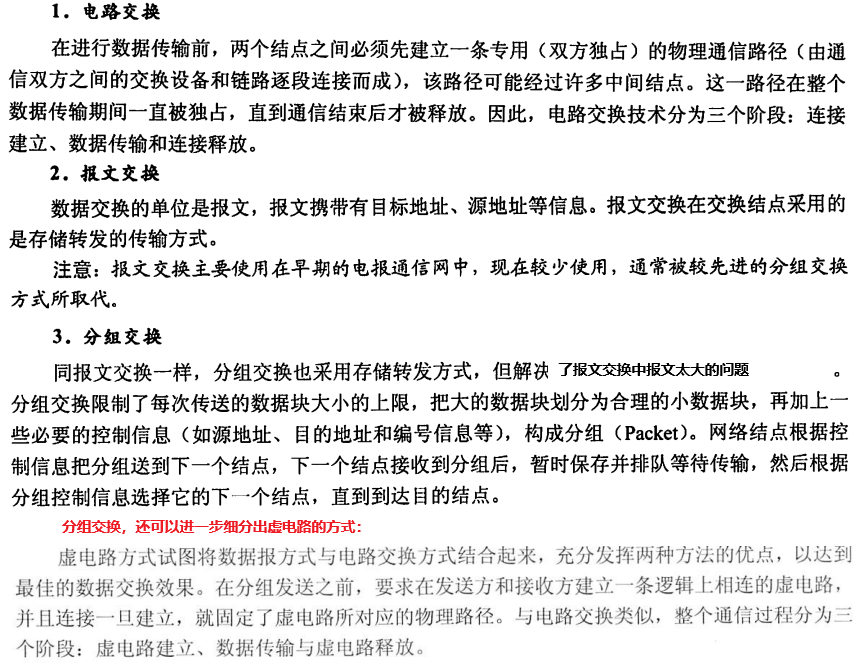 1．电路交换
在进行数据传输前，两个结点之间必须先建立一条专用（双方独占）的物理通信路径（由通
信双方之间的交换设备和链路逐段连接而成），该路径可能经过许多中间结点。这一路径在整个
数据传输期间一直被独占，直到通信结束后才被释放。因此，电路交换技术分为三个阶段：连接
建立、数据传输和连接释放。
2．报文交换
数据交换的单位是报文，报文携带有目标地址、源地址等信息。报文交换在交换结点采用的
是存储转发的传输方式。
注意：报文交换主要使用在早期的电报通信网中，现在较少使用，通常被较先进的分组交换
方式所取代。
3．分组交换
同报文交换一样，分组交换也采用存储转发方式，但解决了报文交换中报文太大的问题。
分组交换限制了每次传送的数据块大小的上限，把大的数据块划分为合理的小数据块，再加上一
些必要的控制信息（如源地址、目的地址和编号信息等），构成分组（Packet）。网络结点根据控
制信息把分组送到下一个结点，下一个结点接收到分组后，暂时保存并排队等待传输，然后根据
分组控制信息选择它的下一个结点，直到到达目的结点。
分组交换，还可以进一步细分出虚电路的方式：
虚电路方式试图将数据报方式与电路交换方式结合起来，充分发挥两种方法的优点，以达到
最佳的数据交换效果。在分组发送之前，要求在发送方和接收方建立一条逻辑上相连的虚电路，
并且连接一旦建立，就固定了虚电路所对应的物理路径。与电路交换类似，整个通信过程分为三
个阶段：虚电路建立、数据传输与虚电路释放。